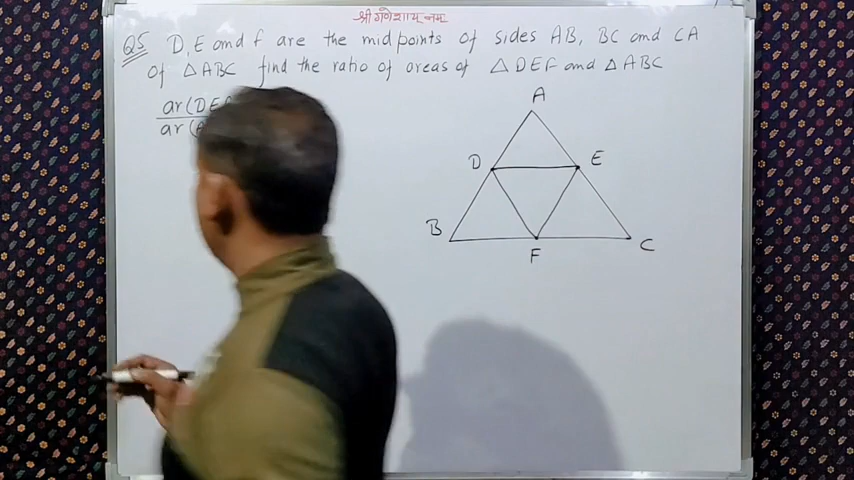 श्री गणेशाय नमः
Q5 D, E and f are the midpoints of sides AB, BC and CA
of △ABC find the ratio of areas of △DEF and △ABC
ar(DEF
ar(A
A
D E
B C
F